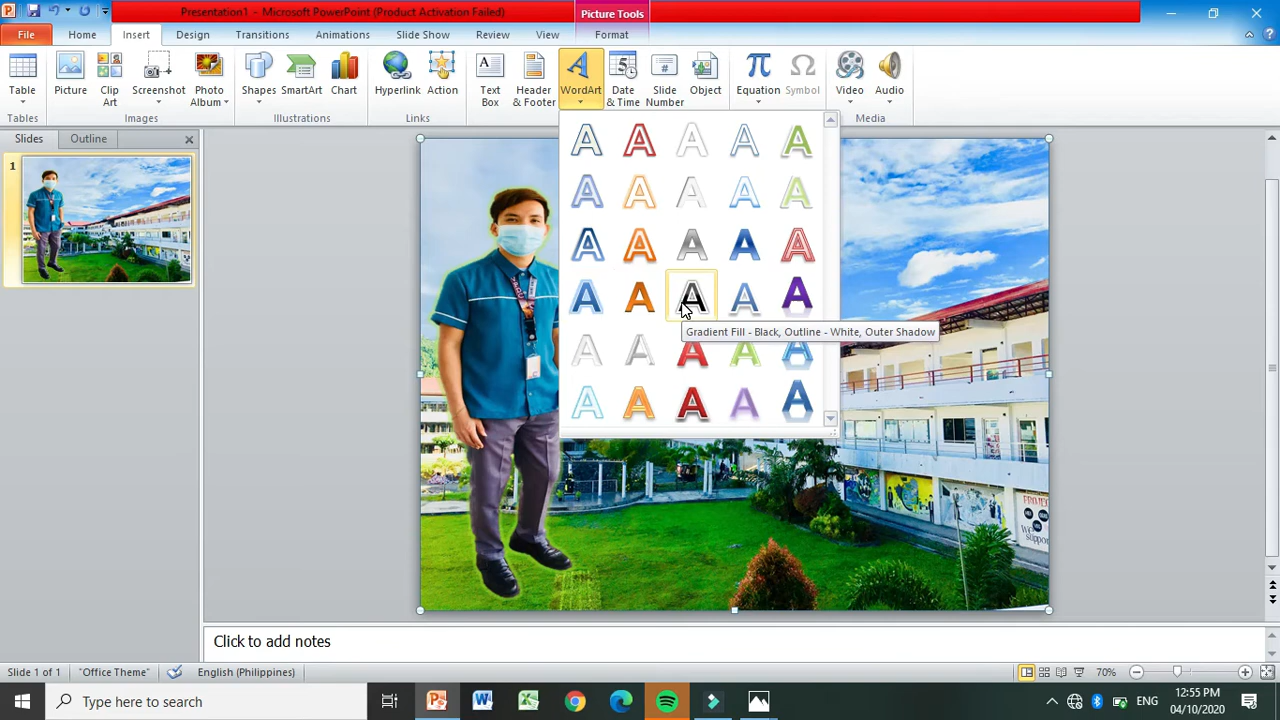 Presentation1 - Microsoft PowerPoint (Product Activation Failed)
Picture Tools
File
Home
Insert
Design
Transitions
Animations
Slide Show
Review
View
Format
Table
Picture
Clip Art
Screenshot
Photo Album
Shapes
SmartArt
Chart
Hyperlink
Action
Text Box
Header & Footer
WordArt
Date & Time
Slide Number
Object
Equation
Symbol
Video
Audio
Tables
Images
Illustrations
Links
Media
Slides
Outline
1
Gradient Fill - Black, Outline - White, Outer Shadow
Click to add notes
Slide 1 of 1
"Office Theme"
English (Philippines)
70%
Type here to search
ENG
12:55 PM
04/10/2020